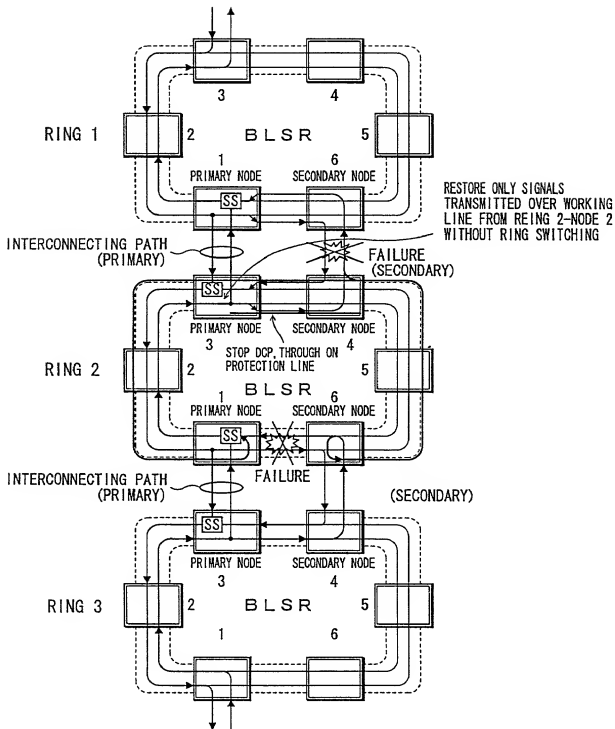 3
4
RING 1
2
BLSR
5
1
6
PRIMARY NODE
SECONDARY NODE
SS
RESTORE ONLY SIGNALS
TRANSMITTED OVER WORKING
LINE FROM REING 2-NODE 2
WITHOUT RING SWITCHING
INTERCONNECTING PATH
(PRIMARY)
FAILURE
(SECONDARY)
SS
PRIMARY NODE
SECONDARY NODE
3
4
STOP DCP, THROUGH ON
PROTECTION LINE
RING 2
2
5
BLSR
1
6
PRIMARY NODE
SECONDARY NODE
SS
FAILURE
INTERCONNECTING PATH
(PRIMARY)
(SECONDARY)
SS
PRIMARY NODE
SECONDARY NODE
3
4
RING 3
2
BLSR
5
1
6